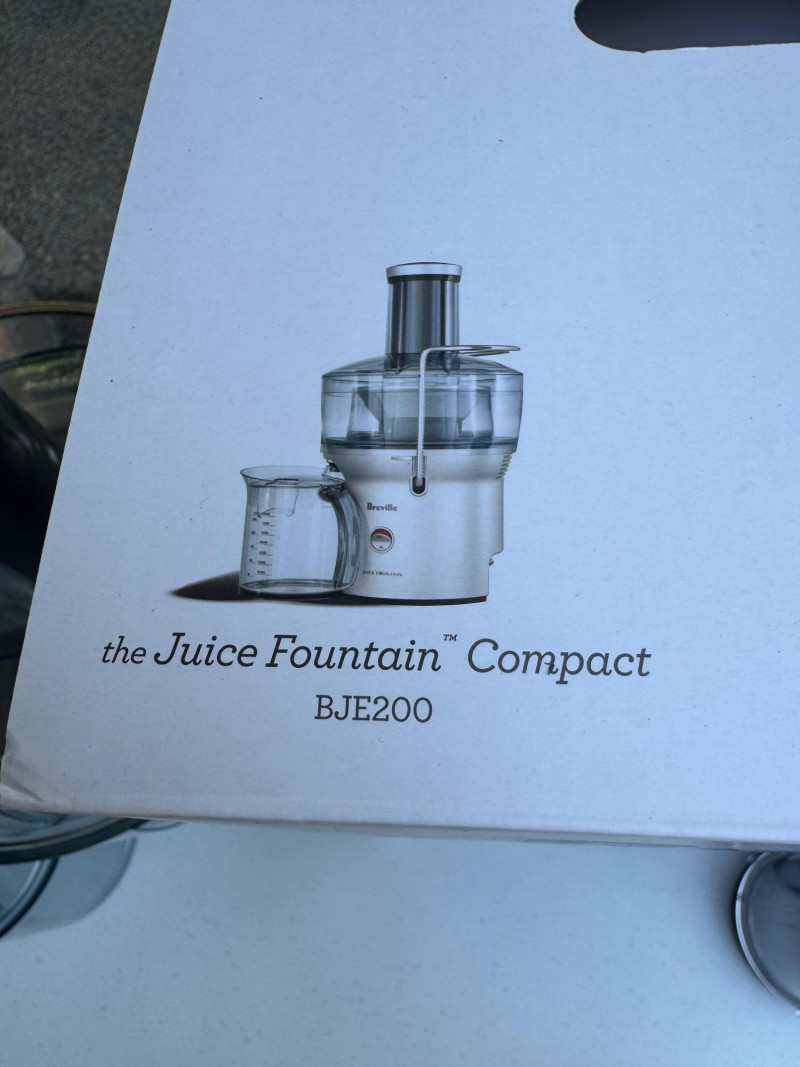 Breville
the Juice Fountain™ Compact
BJE200